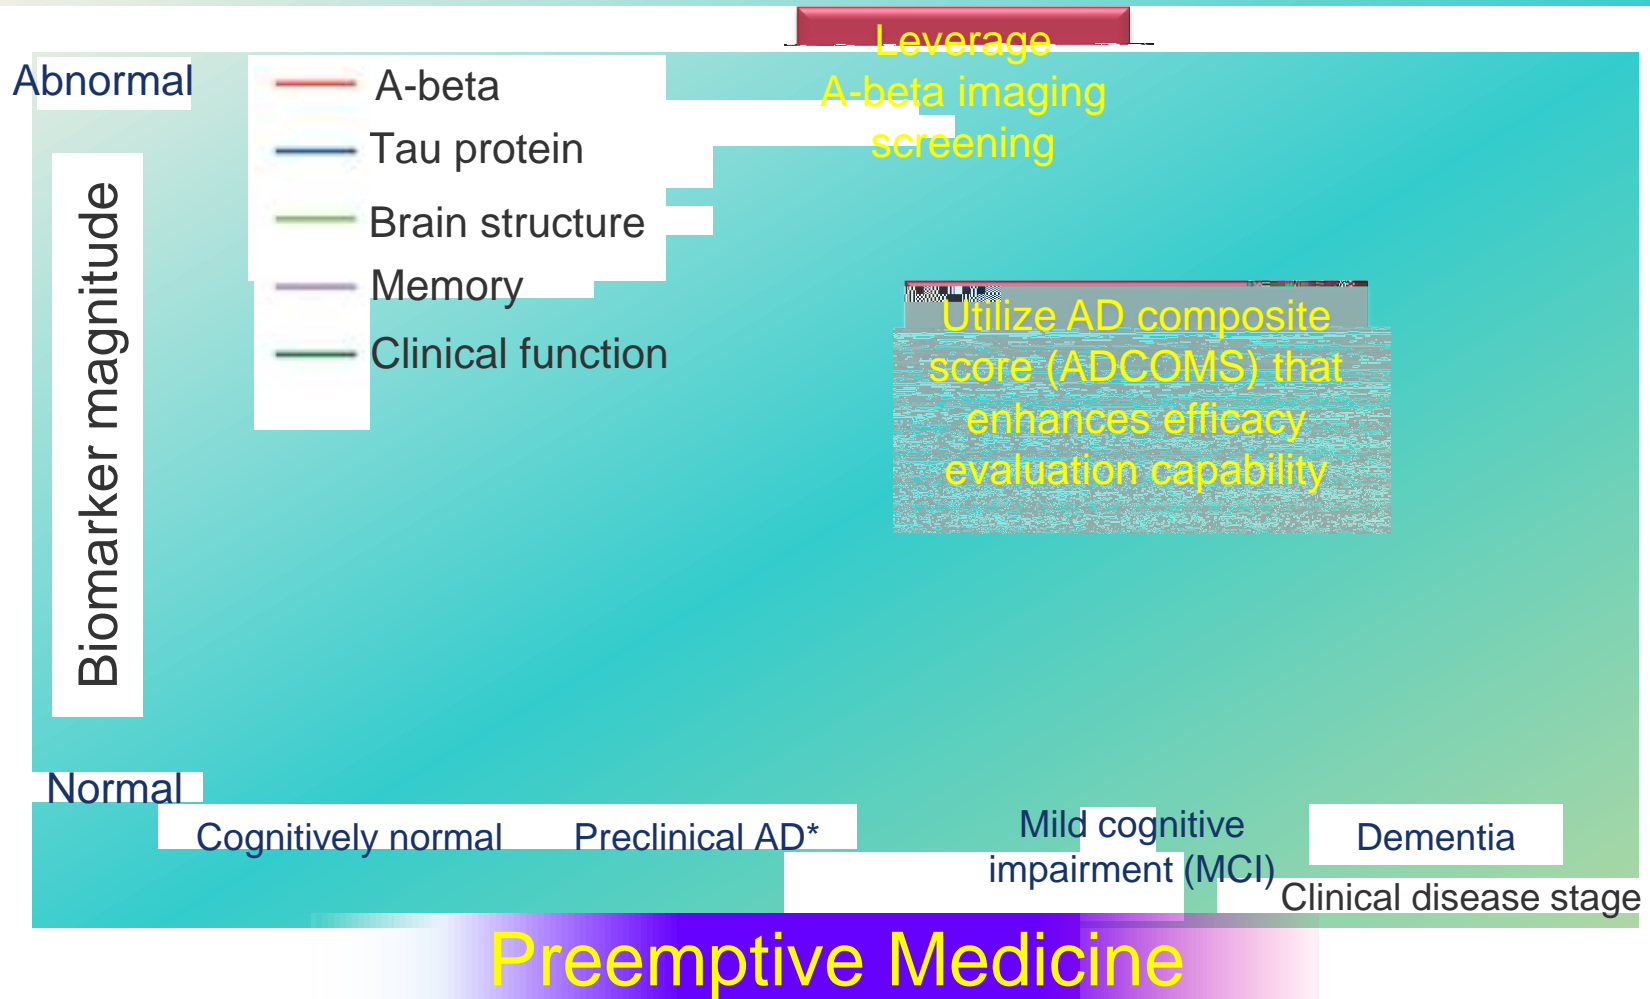 Leverage
A-beta imaging
screening
Abnormal
A-beta
Tau protein
Brain structure
Memory
Clinical function
Biomarker magnitude
Utilize AD composite
score (ADCOMS) that
enhances efficacy
evaluation capability
Normal
Cognitively normal
Preclinical AD*
Mild cognitive
impairment (MCI)
Dementia
Clinical disease stage
Preemptive Medicine